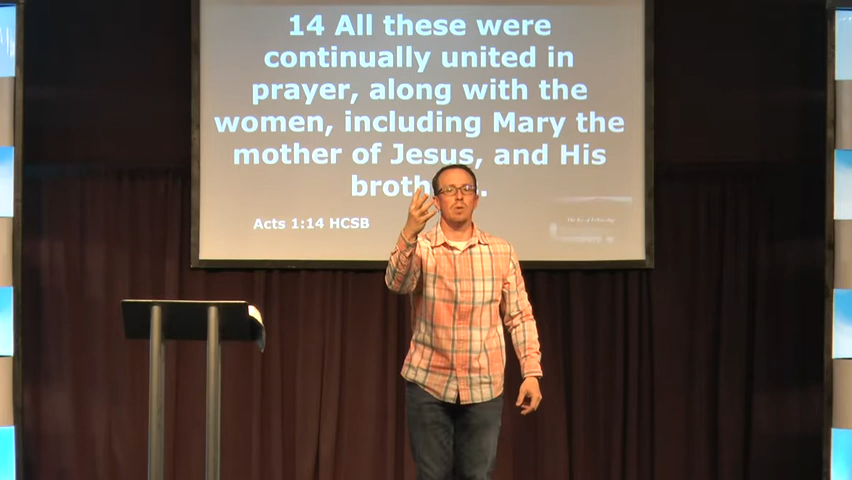 14 All these were
continually united in
prayer, along with the
women, including Mary the
mother of Jesus, and His
broth
Acts 1:14 HCSB